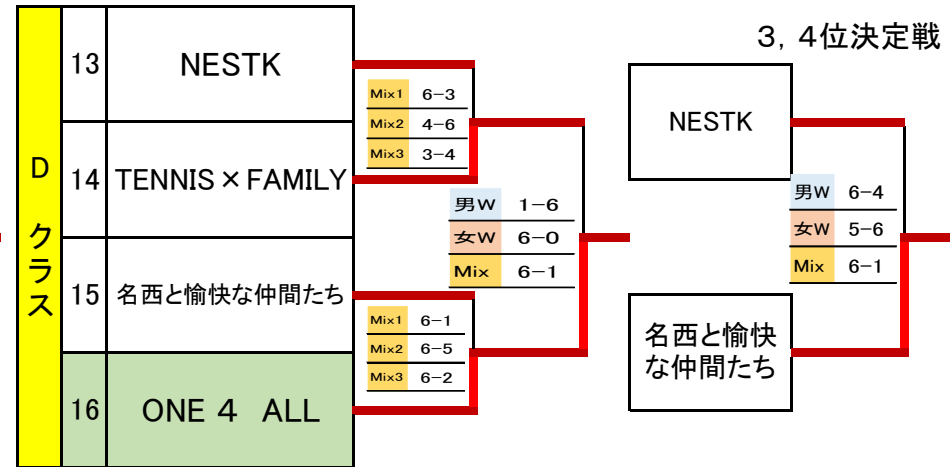 D クラス
13 NESTK
14 TENNIS×FAMILY
15 名西と愉快な仲間たち
16 ONE 4 ALL
Mix1 6-3
Mix2 4-6
Mix3 3-4
Mix1 6-1
Mix2 6-5
Mix3 6-2
男W 1-6
女W 6-0
Mix 6-1
3, 4位決定戦
NESTK
名西と愉快
な仲間たち
男W 6-4
女W 5-6
Mix 6-1